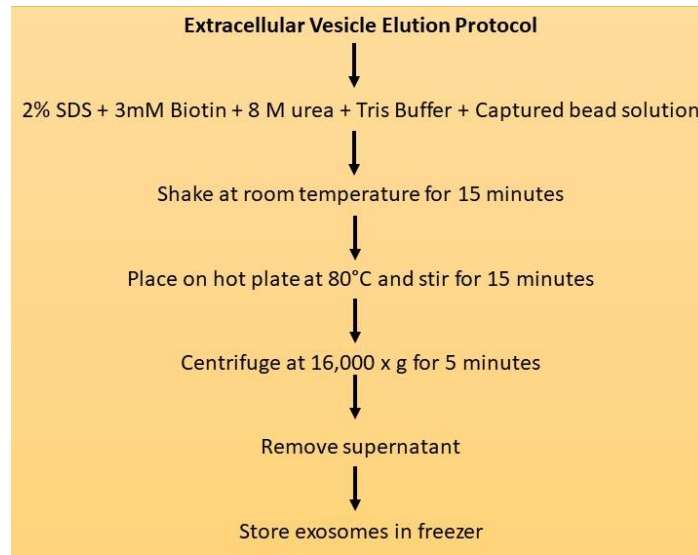 Extracellular Vesicle Elution Protocol
2% SDS + 3mM Biotin + 8 M urea + Tris Buffer + Captured bead solution
Shake at room temperature for 15 minutes
Place on hot plate at 80°C and stir for 15 minutes
Centrifuge at 16,000 x g for 5 minutes
Remove supernatant
Store exosomes in freezer